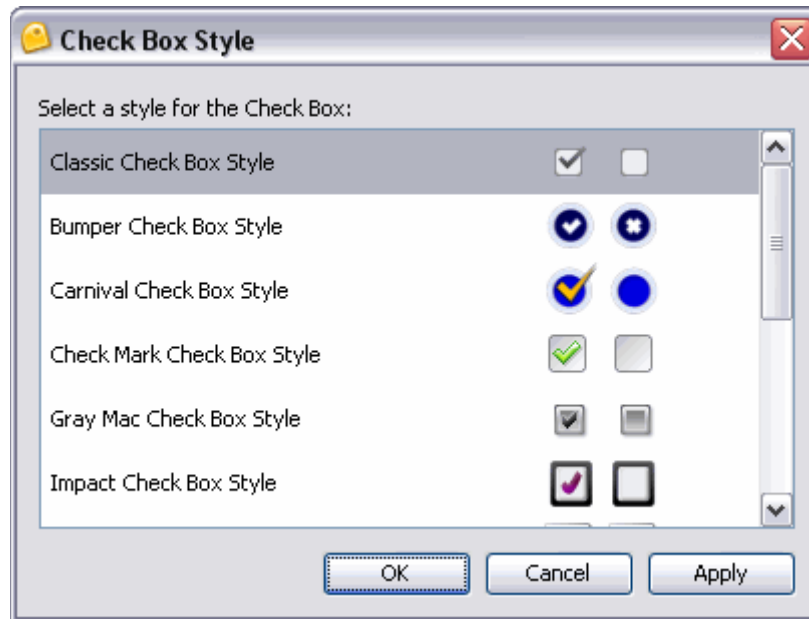 Check Box Style
Select a style for the Check Box:
Classic Check Box Style
Bumper Check Box Style
Carnival Check Box Style
Check Mark Check Box Style
Gray Mac Check Box Style
Impact Check Box Style
OK Cancel Apply